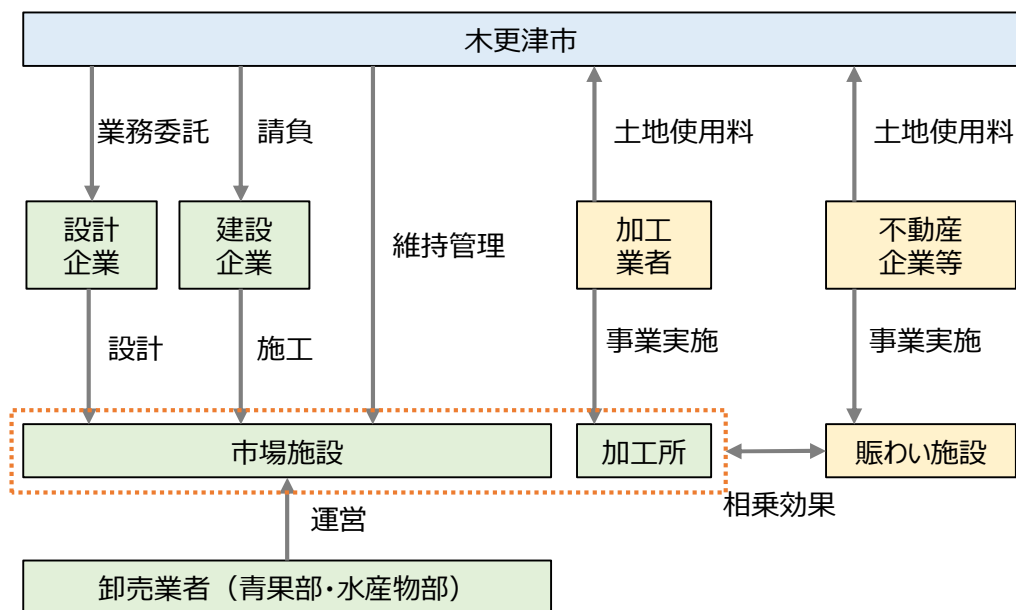 木更津市
業務委託
請負
土地使用料
土地使用料
設計
企業
建設
企業
維持管理
加工
業者
不動産
企業等
設計
施工
事業実施
事業実施
市場施設
加工所
賑わい施設
相乗効果
運営
卸売業者（青果部・水産物部）